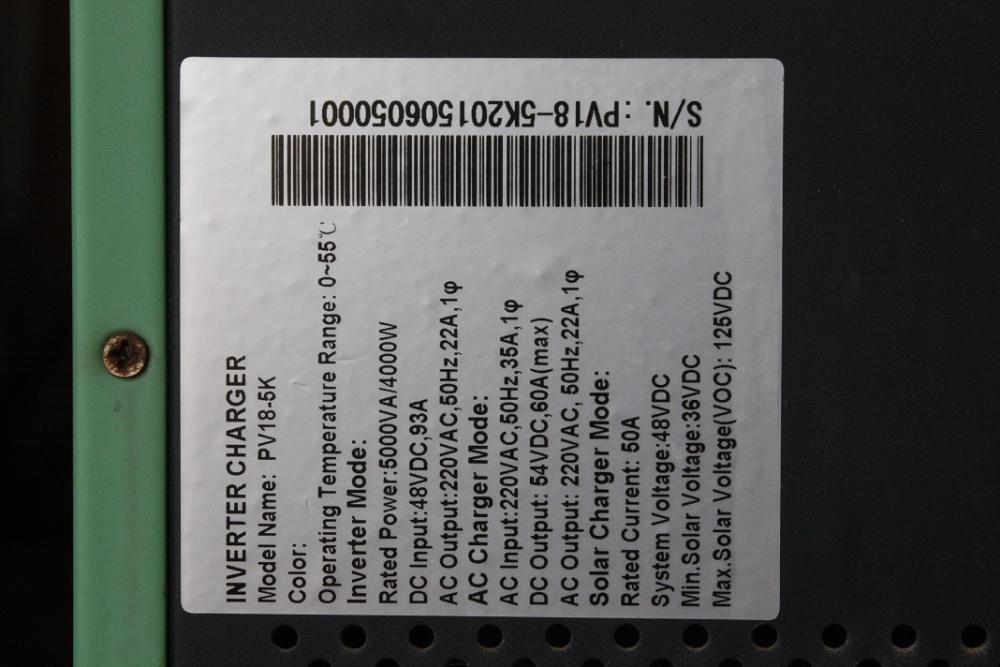 INVERTER CHARGER
Model Name: PV18-5K
Color:
Operating Temperature Range: 0~55℃
Inverter Mode:
Rated Power:5000VA/4000W
DC Input:48VDC,93A
AC Output:220VAC,50Hz,22A,1φ
AC Charger Mode:
AC Input:220VAC,50Hz,35A,1φ
DC Output: 54VDC,60A(max)
AC Output: 220VAC, 50Hz,22A,1φ
Solar Charger Mode:
Rated Current: 50A
System Voltage:48VDC
Min.Solar Voltage:36VDC
Max.Solar Voltage(VOC): 125VDC
S/N. : PV18-5K201506050001